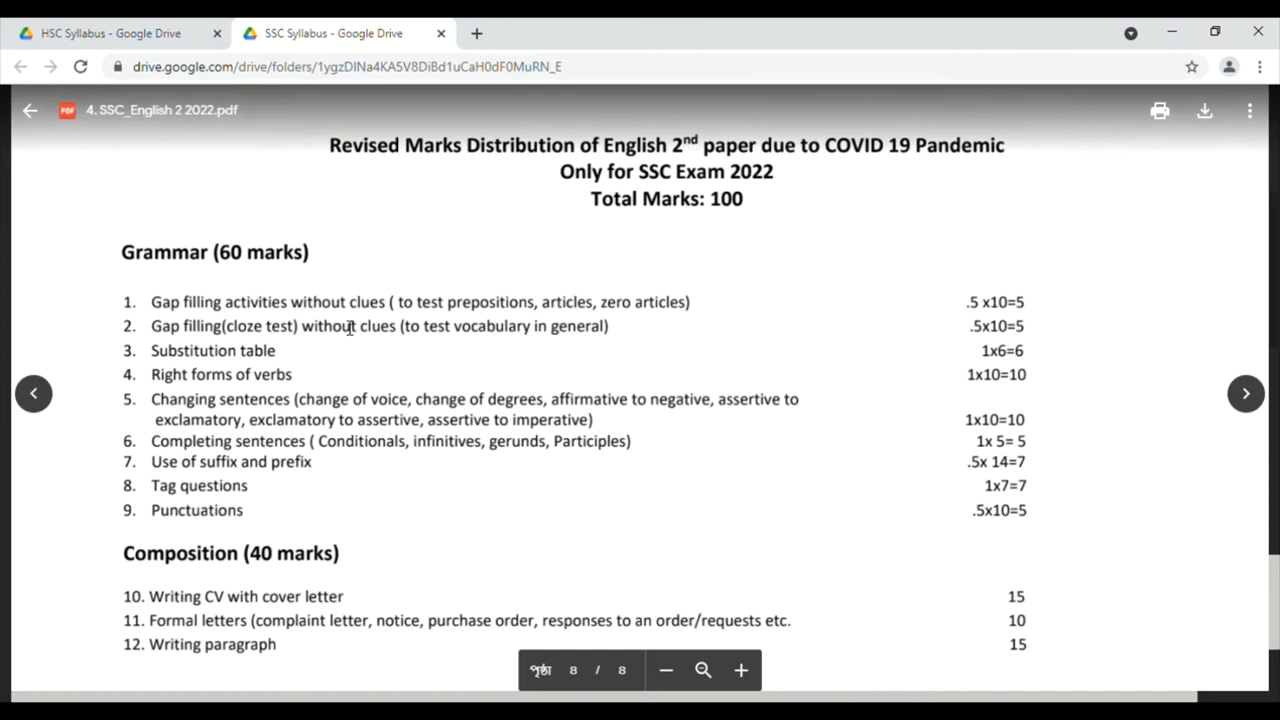 HSC Syllabus - Google Drive
SSC Syllabus - Google Drive
drive.google.com/drive/folders/1ygzDINa4KA5V8DiBd1uCaH0dF0MuRN_E
PDF 4. SSC_English 2 2022.pdf
Revised Marks Distribution of English 2nd paper due to COVID 19 Pandemic
Only for SSC Exam 2022
Total Marks: 100
Grammar (60 marks)
1. Gap filling activities without clues ( to test prepositions, articles, zero articles) .5 x10=5
2. Gap filling(cloze test) without clues (to test vocabulary in general) .5x10=5
3. Substitution table 1x6=6
4. Right forms of verbs 1x10=10
5. Changing sentences (change of voice, change of degrees, affirmative to negative, assertive to
exclamatory, exclamatory to assertive, assertive to imperative) 1x10=10
6. Completing sentences ( Conditionals, infinitives, gerunds, Participles) 1x 5= 5
7. Use of suffix and prefix .5x 14=7
8. Tag questions 1x7=7
9. Punctuations .5x10=5
Composition (40 marks)
10. Writing CV with cover letter 15
11. Formal letters (complaint letter, notice, purchase order, responses to an order/requests etc. 10
12. Writing paragraph 15
পৃষ্ঠা 8 / 8